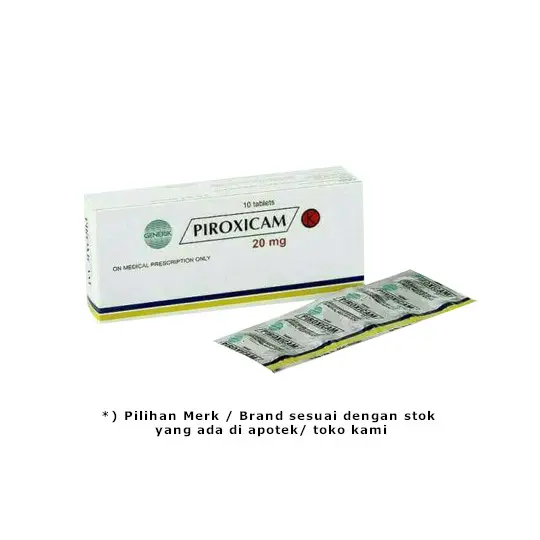 10 tablets
GENERIK
PIROXICAM
K
20 mg
ON MEDICAL PRESCRIPTION ONLY
PIROXICAM
*) Pilihan Merk / Brand sesuai dengan stok
yang ada di apotek/ toko kami